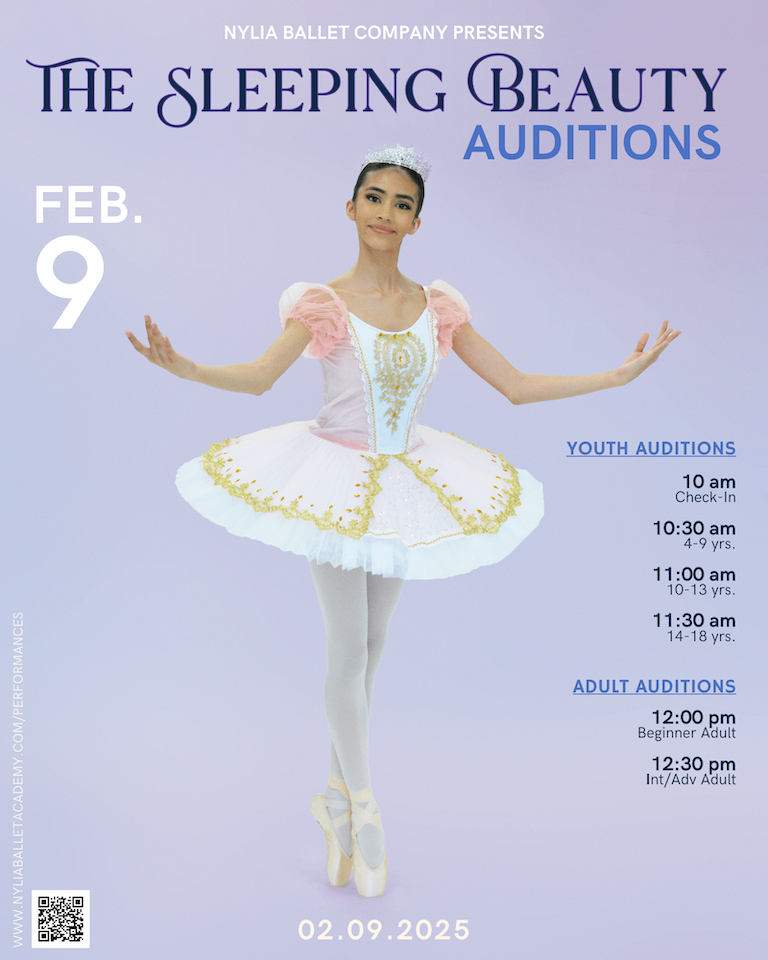 NYLIA BALLET COMPANY PRESENTS
THE SLEEPING BEAUTY
AUDITIONS
FEB.
9
YOUTH AUDITIONS
10 am
Check-In
10:30 am
4-9 yrs.
11:00 am
10-13 yrs.
11:30 am
14-18 yrs.
ADULT AUDITIONS
12:00 pm
Beginner Adult
12:30 pm
Int/Adv Adult
WWW.NYLIABALLETACADEMY.COM/PERFORMANCES
02.09.2025